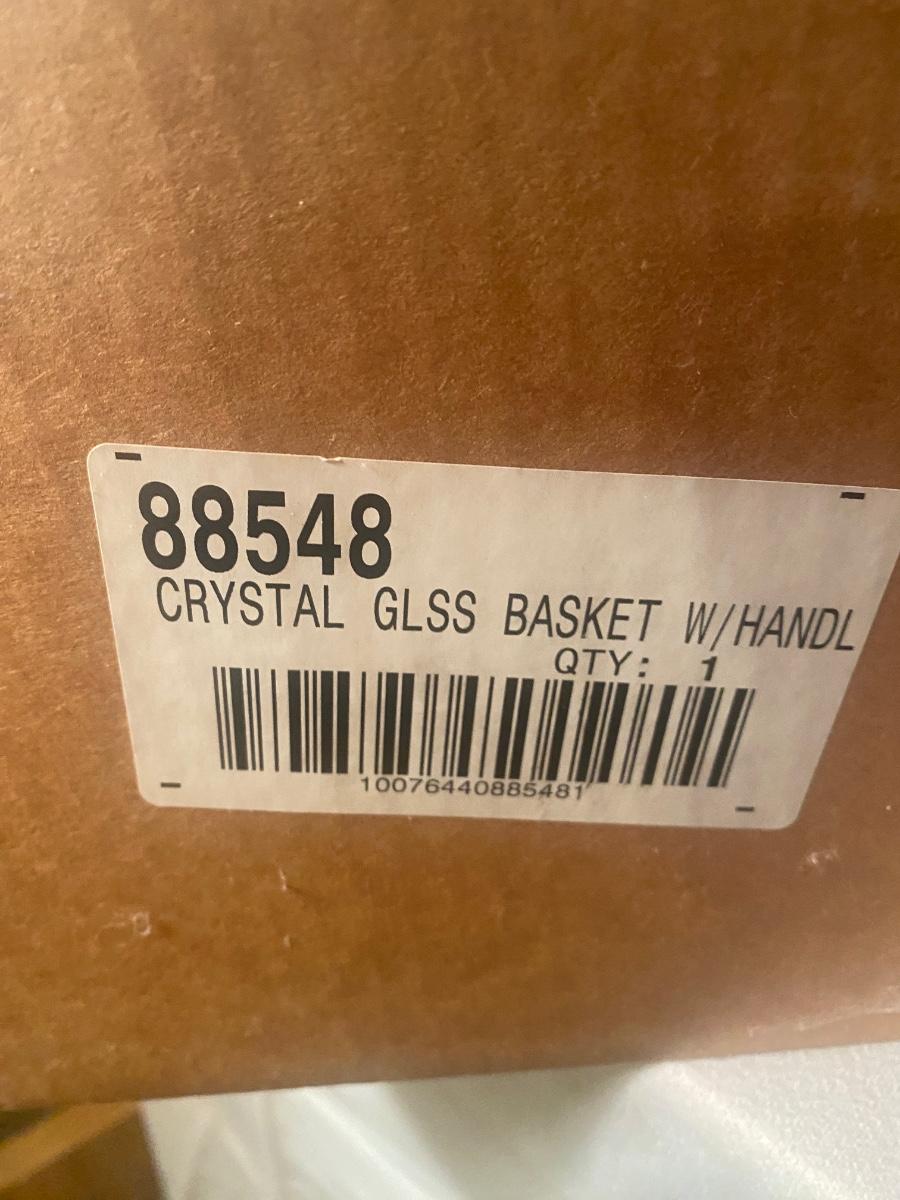 88548
CRYSTAL GLSS BASKET W/HANDL
QTY: 1
10076440885481